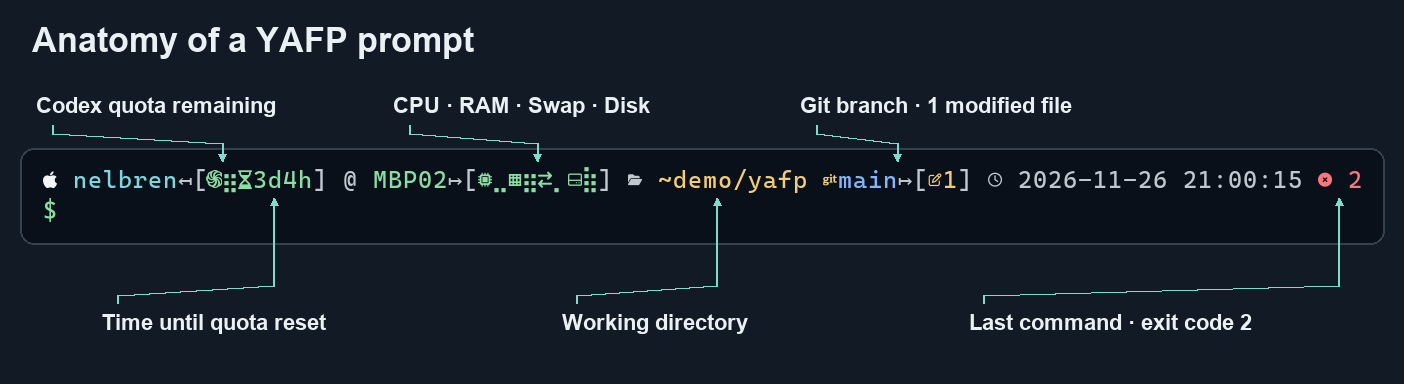 Anatomy of a YAFP prompt
Codex quota remaining
CPU · RAM · Swap · Disk
Git branch · 1 modified file
nelbren↤[3d4h] @ MBP02↦[] ~demo/yafp git main↦[1] 2026-11-26 21:00:15 2
$
Time until quota reset
Working directory
Last command · exit code 2